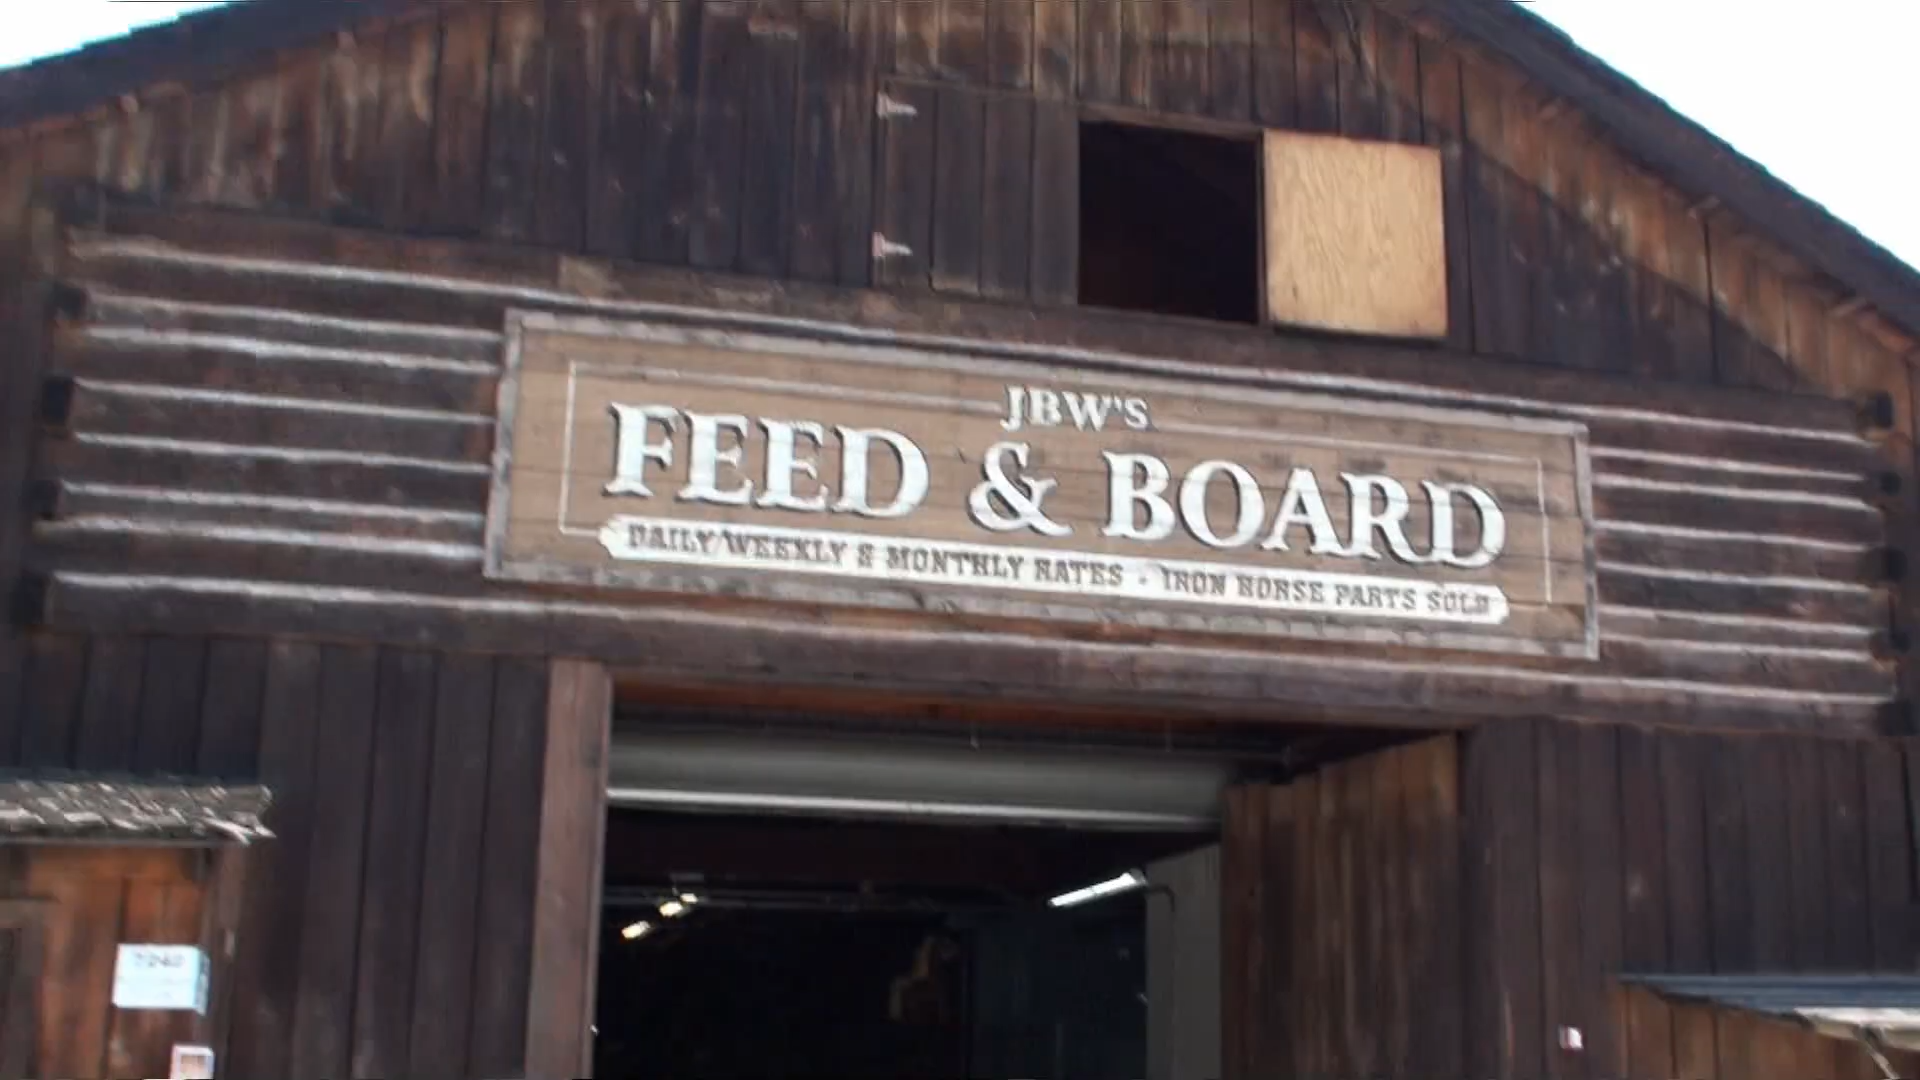 JBW'S
FEED & BOARD
DAILY/WEEKLY & MONTHLY RATES - IRON HORSE PARTS SOLD